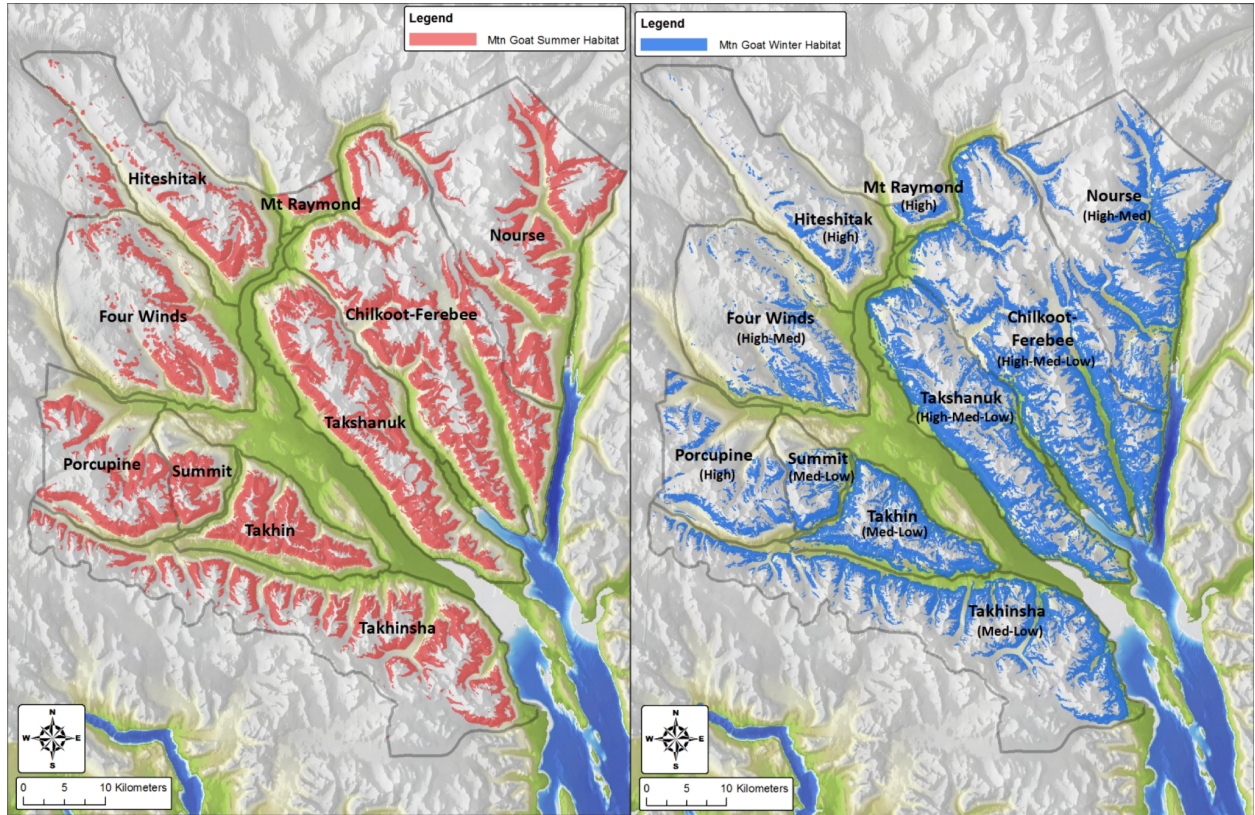 Legend
Mtn Goat Summer Habitat
Hiteshitak
Mt Raymond
Nourse
Four Winds
Chilkoot-Ferebee
Takshanuk
Porcupine
Summit
Takhin
Takhinsha
N
W E
S
0 5 10 Kilometers
Legend
Mtn Goat Winter Habitat
Mt Raymond
(High)
Nourse
(High-Med)
Hiteshitak
(High)
Four Winds
(High-Med)
Chilkoot-
Ferebee
(High-Med-Low)
Takshanuk
(High-Med-Low)
Porcupine
(High)
Summit
(Med-Low)
Takhin
(Med-Low)
Takhinsha
(Med-Low)
N
W E
S
0 5 10 Kilometers